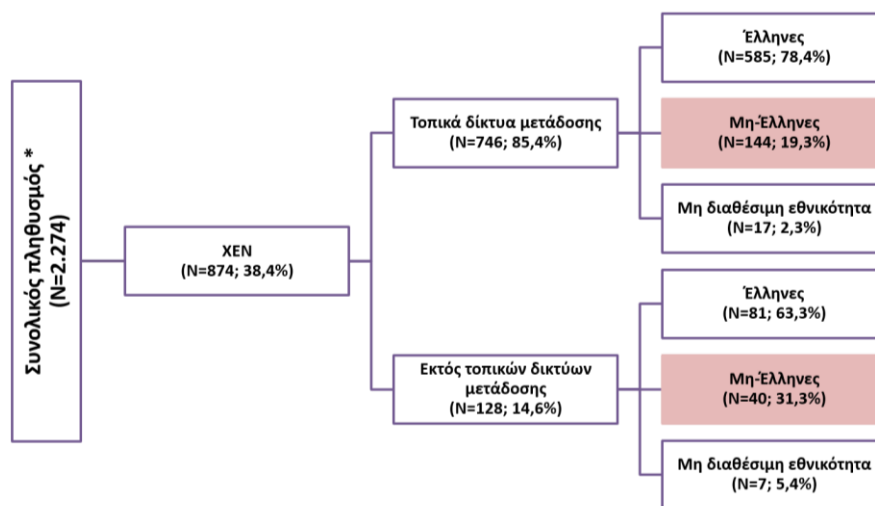 Συνολικός πληθυσμός *
(N=2.274)
ΧΕΝ
(N=874; 38,4%)
Τοπικά δίκτυα μετάδοσης
(N=746; 85,4%)
Έλληνες
(N=585; 78,4%)
Μη-Έλληνες
(N=144; 19,3%)
Μη διαθέσιμη εθνικότητα
(N=17; 2,3%)
Εκτός τοπικών δικτύων
μετάδοσης
(N=128; 14,6%)
Έλληνες
(N=81; 63,3%)
Μη-Έλληνες
(N=40; 31,3%)
Μη διαθέσιμη εθνικότητα
(N=7; 5,4%)